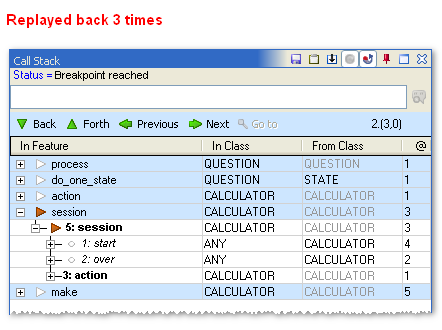 Replayed back 3 times
Call Stack
Status = Breakpoint reached
Back Forth Previous Next Go to 2.(3,0)
In Feature In Class From Class @
process QUESTION QUESTION 1
do_one_state QUESTION STATE 1
action CALCULATOR CALCULATOR 1
session CALCULATOR CALCULATOR 3
5: session CALCULATOR CALCULATOR 3
1: start ANY CALCULATOR 4
2: over ANY CALCULATOR 2
3: action CALCULATOR CALCULATOR 1
make CALCULATOR CALCULATOR 5